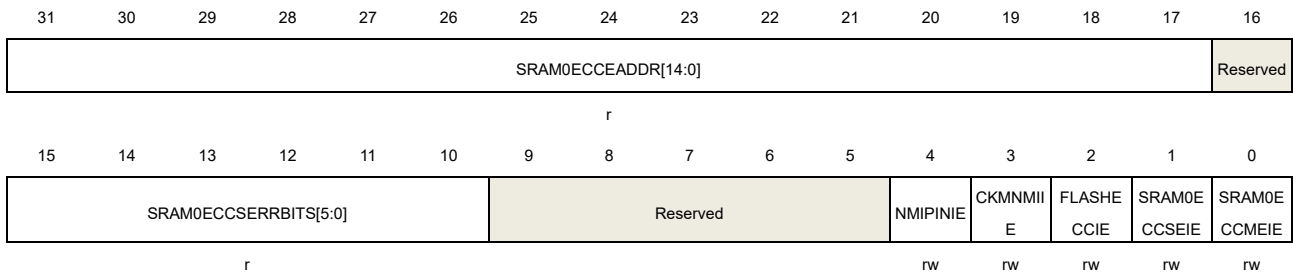 31 30 29 28 27 26 25 24 23 22 21 20 19 18 17 16
SRAM0ECCEADDR[14:0] Reserved
r
15 14 13 12 11 10 9 8 7 6 5 4 3 2 1 0
SRAM0ECCSERRBITS[5:0] Reserved NMIPINIE CKMNMII FLASHE SRAM0E SRAM0E
E CCIE CCSEIE CCMEIE
r rw rw rw rw rw